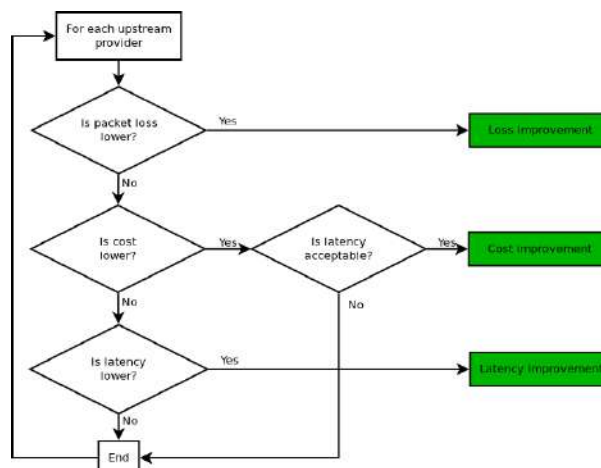 For each upstream
provider
Is packet loss
lower?
Yes
Loss improvement
No
Is cost
lower?
Yes
Is latency
acceptable?
Yes
Cost improvement
No
No
Is latency
lower?
Yes
Latency improvement
No
End